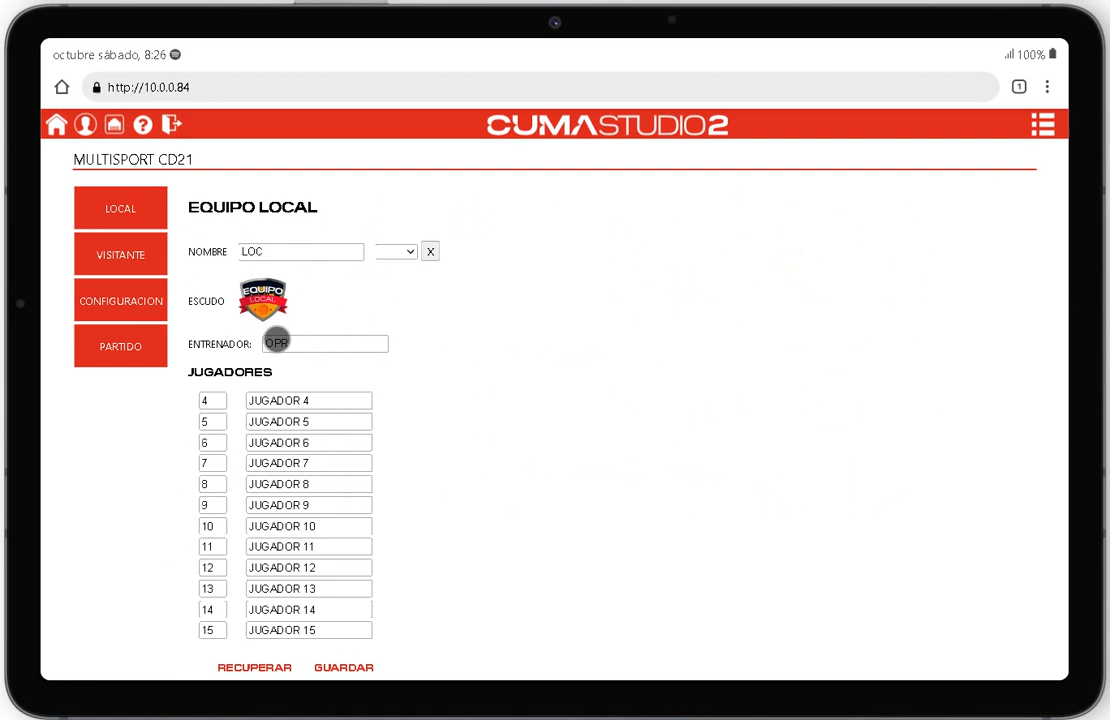 octubre sábado, 8:26 100%
http://10.0.0.84 1
CUMASTUDIO2
MULTISPORT CD21
LOCAL
VISITANTE
CONFIGURACION
PARTIDO
EQUIPO LOCAL
NOMBRE LOC X
ESCUDO EQUIPO LOCAL
ENTRENADOR: OPR
JUGADORES
4 JUGADOR 4
5 JUGADOR 5
6 JUGADOR 6
7 JUGADOR 7
8 JUGADOR 8
9 JUGADOR 9
10 JUGADOR 10
11 JUGADOR 11
12 JUGADOR 12
13 JUGADOR 13
14 JUGADOR 14
15 JUGADOR 15
RECUPERAR GUARDAR